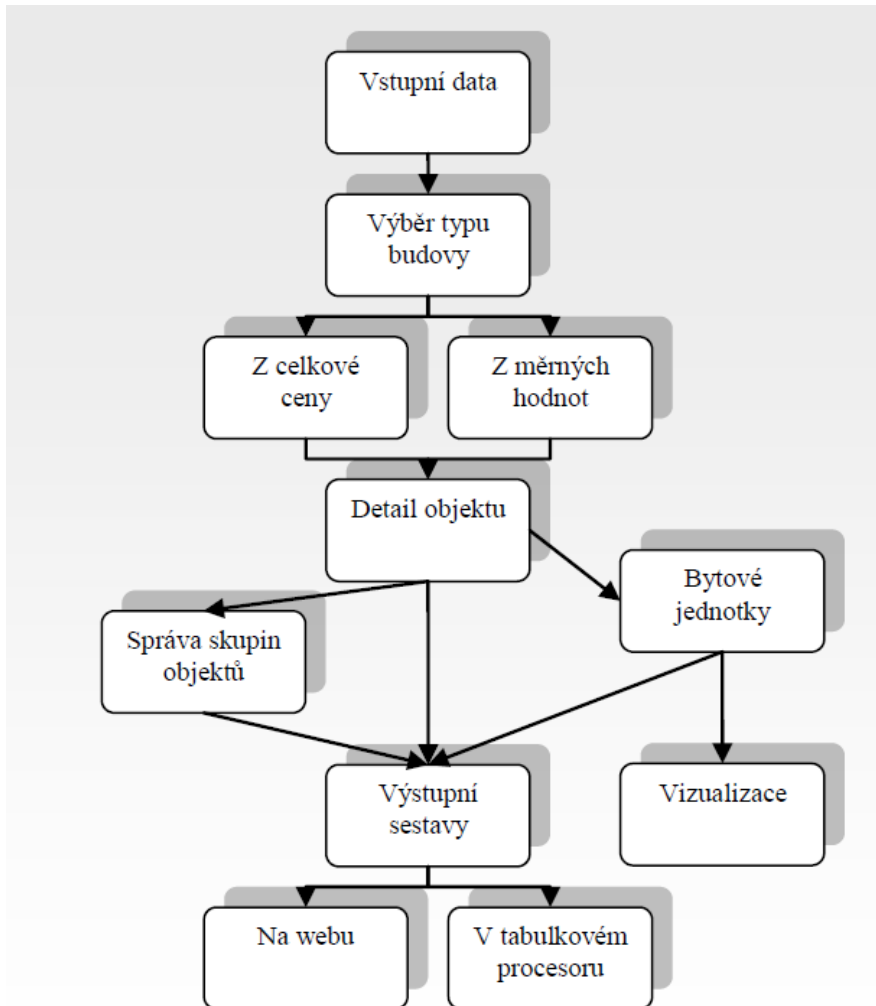 Vstupní data
Výběr typu
budovy
Z celkové
ceny
Z měrných
hodnot
Detail objektu
Bytové
jednotky
Správa skupin
objektů
Výstupní
sestavy
Vizualizace
Na webu
V tabulkovém
procesoru